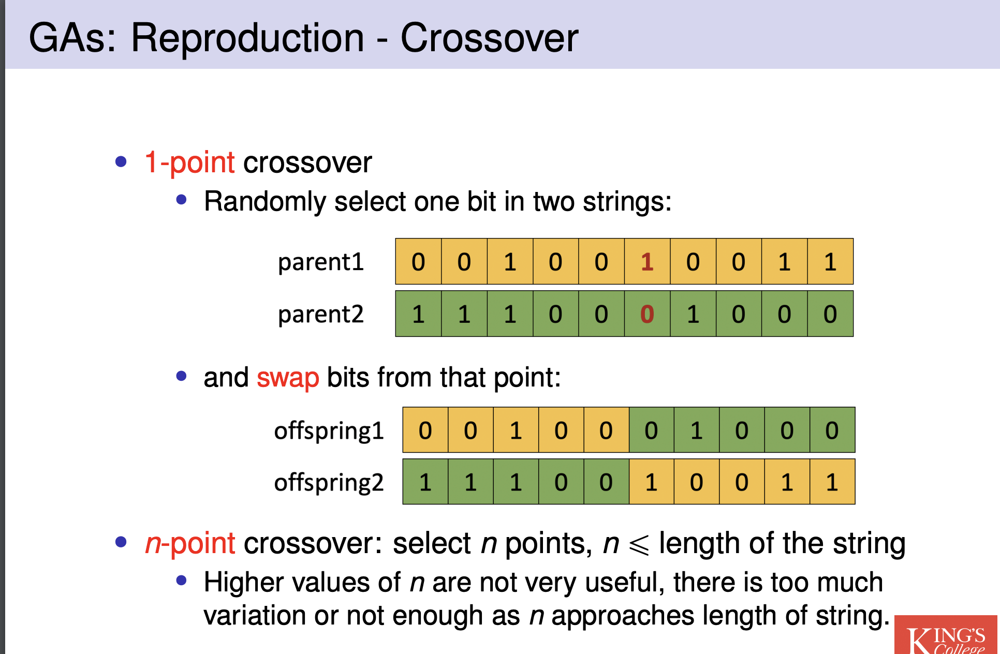 GAs: Reproduction - Crossover
1-point crossover
Randomly select one bit in two strings:
parent1 0 0 1 0 0 1 0 0 1 1
parent2 1 1 1 0 0 0 1 0 0 0
and swap bits from that point:
offspring1 0 0 1 0 0 0 1 0 0 0
offspring2 1 1 1 0 0 1 0 0 1 1
n-point crossover: select n points, n ⩽ length of the string
Higher values of n are not very useful, there is too much
variation or not enough as n approaches length of string.
KING'S
College